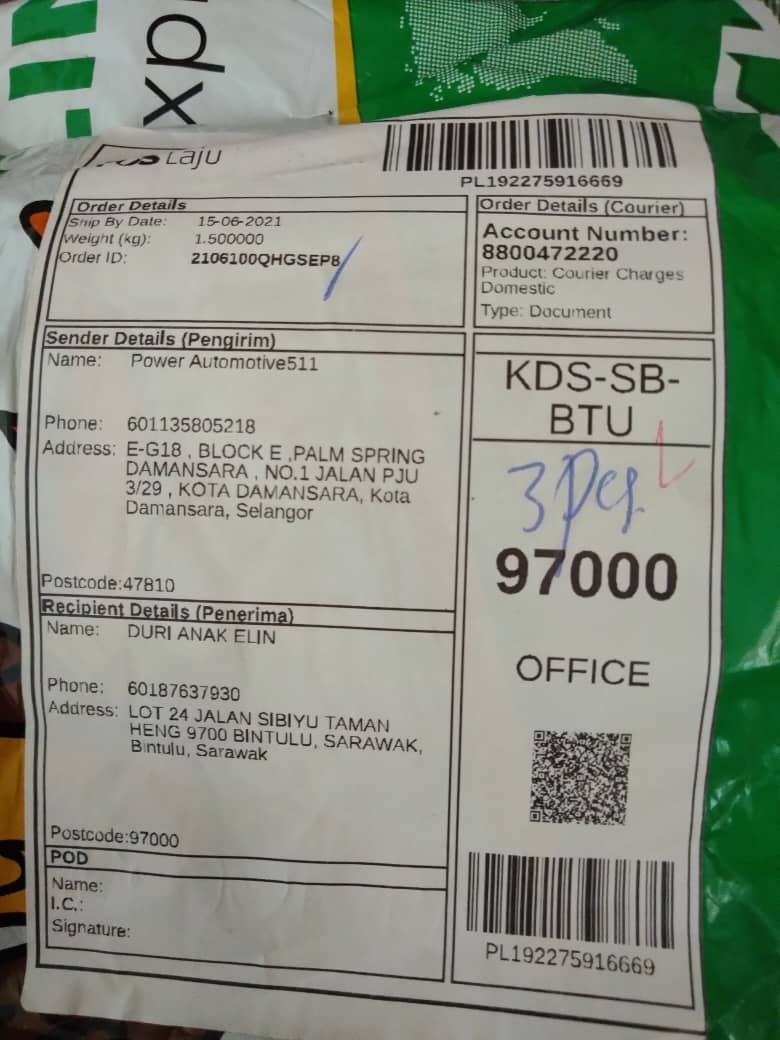 xp
Laju
PL192275916669
Order Details
Ship By Date: 15-06-2021
Weight (kg): 1.500000
Order ID: 2106100QHGSEP8
Order Details (Courier)
Account Number:
8800472220
Product: Courier Charges
Domestic
Type: Document
Sender Details (Pengirim)
Name: Power Automotive511
Phone: 601135805218
Address: E-G18 , BLOCK E ,PALM SPRING
DAMANSARA , NO.1 JALAN PJU
3/29 , KOTA DAMANSARA, Kota
Damansara, Selangor
Postcode:47810
Recipient Details (Penerima)
Name: DURI ANAK ELIN
Phone: 60187637930
Address: LOT 24 JALAN SIBIYU TAMAN
HENG 9700 BINTULU, SARAWAK,
Bintulu, Sarawak
Postcode:97000
POD
Name:
I.C.:
Signature:
KDS-SB-
BTU
3 Pcs
97000
OFFICE
PL192275916669